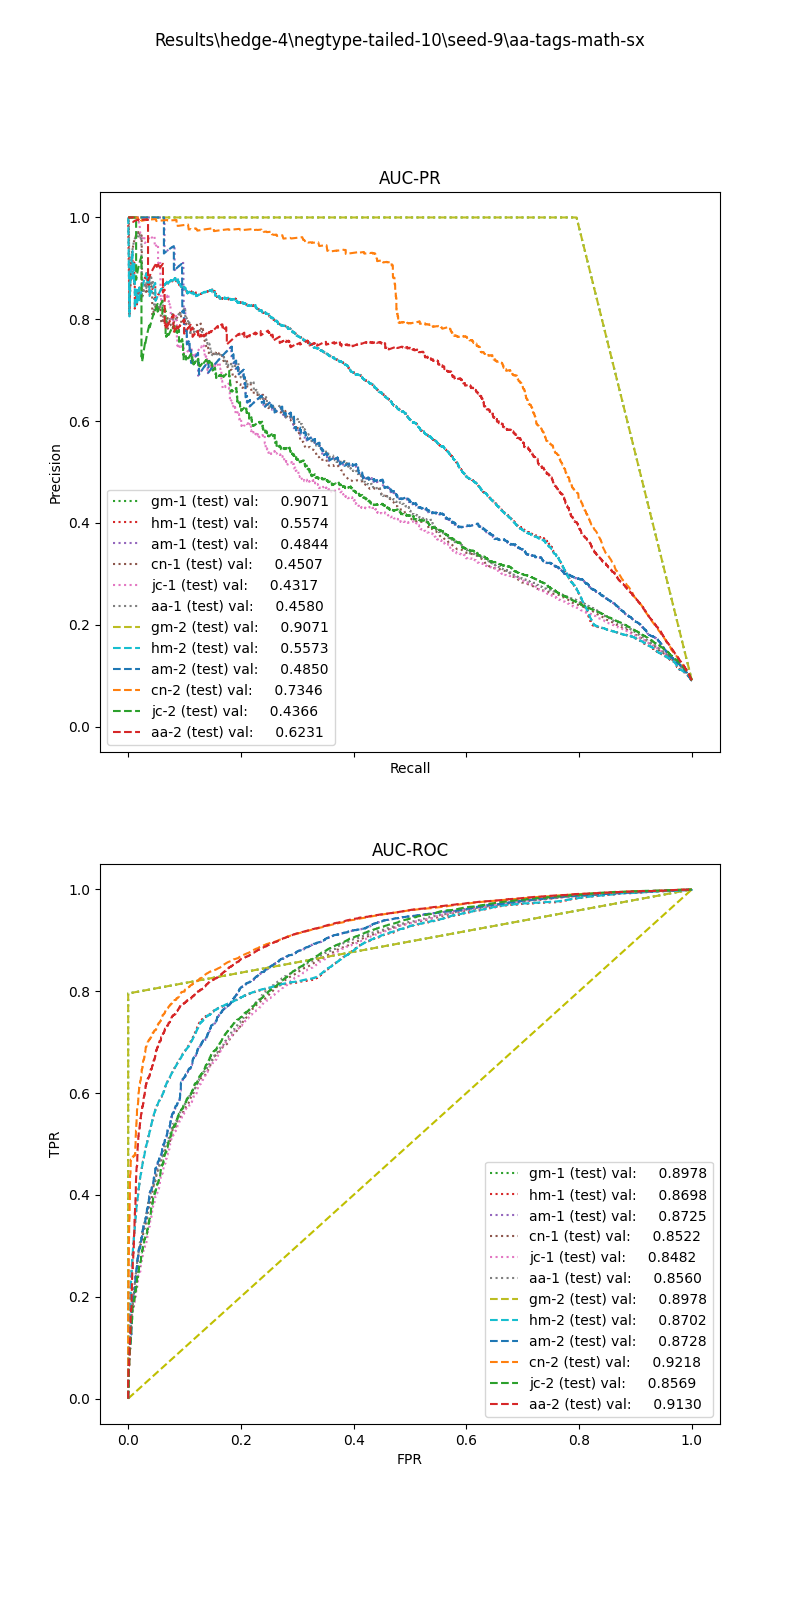 Results\hedge-4\negtype-tailed-10\seed-9\aa-tags-math-sx
AUC-PR
1.0
0.8
0.6
0.4
0.2
0.0
Precision
gm-1 (test) val: 0.9071
hm-1 (test) val: 0.5574
am-1 (test) val: 0.4844
cn-1 (test) val: 0.4507
jc-1 (test) val: 0.4317
aa-1 (test) val: 0.4580
gm-2 (test) val: 0.9071
hm-2 (test) val: 0.5573
am-2 (test) val: 0.4850
cn-2 (test) val: 0.7346
jc-2 (test) val: 0.4366
aa-2 (test) val: 0.6231
Recall
AUC-ROC
1.0
0.8
0.6
0.4
0.2
0.0
TPR
gm-1 (test) val: 0.8978
hm-1 (test) val: 0.8698
am-1 (test) val: 0.8725
cn-1 (test) val: 0.8522
jc-1 (test) val: 0.8482
aa-1 (test) val: 0.8560
gm-2 (test) val: 0.8978
hm-2 (test) val: 0.8702
am-2 (test) val: 0.8728
cn-2 (test) val: 0.9218
jc-2 (test) val: 0.8569
aa-2 (test) val: 0.9130
0.0 0.2 0.4 0.6 0.8 1.0
FPR